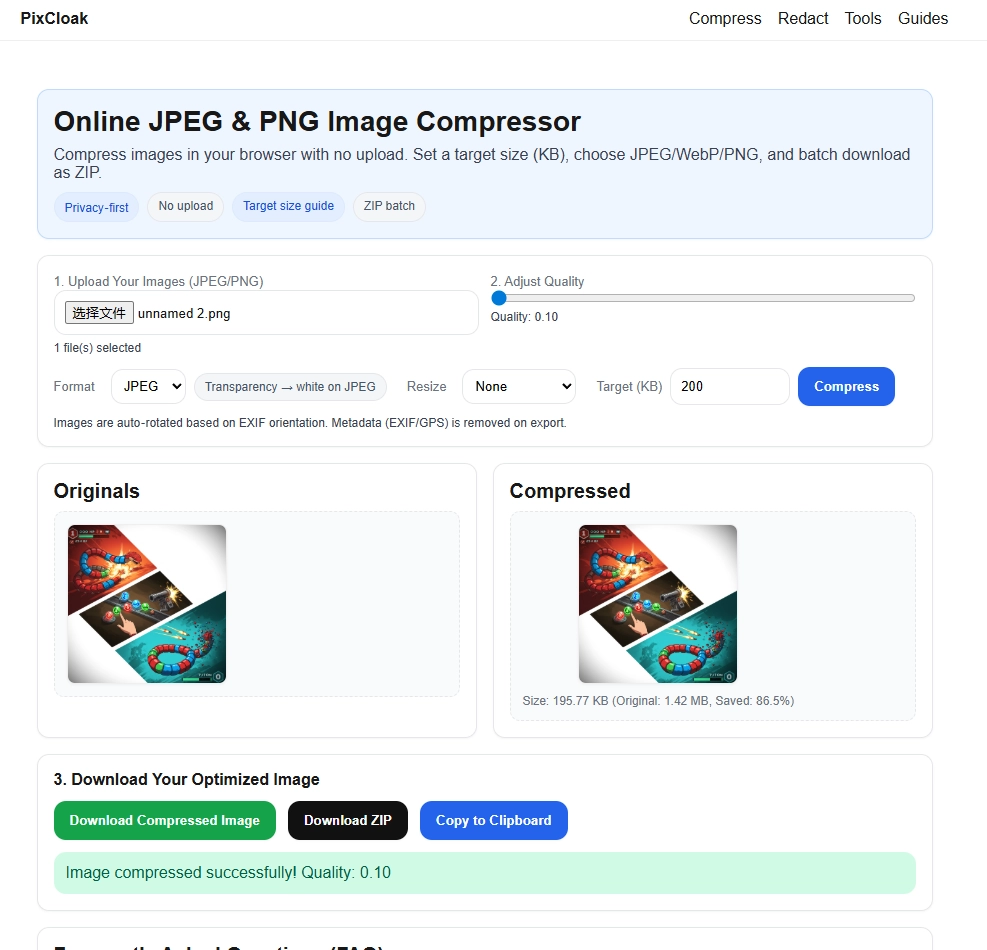 PixCloak
Compress Redact Tools Guides
Online JPEG & PNG Image Compressor
Compress images in your browser with no upload. Set a target size (KB), choose JPEG/WebP/PNG, and batch download
as ZIP.
Privacy-first No upload Target size guide ZIP batch
1. Upload Your Images (JPEG/PNG)
选择文件 unnamed 2.png
1 file(s) selected
2. Adjust Quality
Quality: 0.10
Format JPEG Transparency → white on JPEG Resize None Target (KB) 200 Compress
Images are auto-rotated based on EXIF orientation. Metadata (EXIF/GPS) is removed on export.
Originals
Compressed
Size: 195.77 KB (Original: 1.42 MB, Saved: 86.5%)
3. Download Your Optimized Image
Download Compressed Image Download ZIP Copy to Clipboard
Image compressed successfully! Quality: 0.10